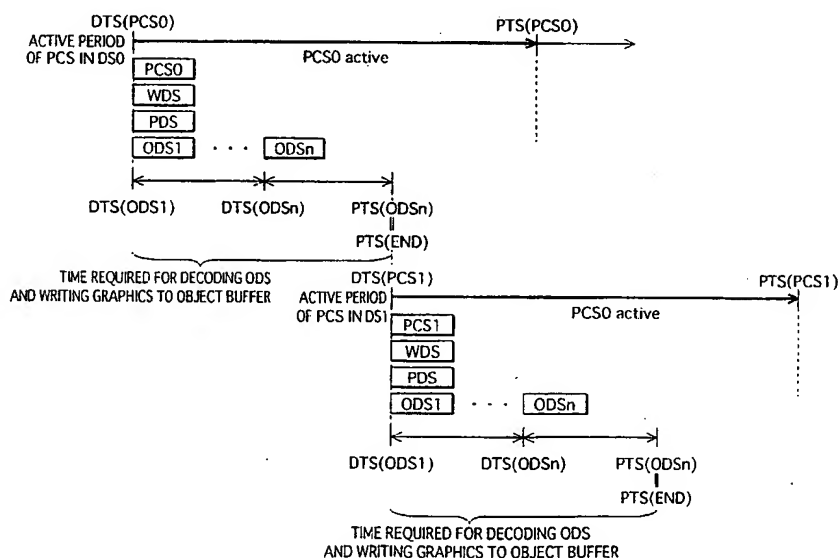 DTS(PCS0)
PTS(PCS0)
ACTIVE PERIOD
OF PCS IN DS0
PCS0 active
PCS0
WDS
PDS
ODS1 · · · ODSn
DTS(ODS1) DTS(ODSn) PTS(ODSn)
PTS(END)
TIME REQUIRED FOR DECODING ODS
AND WRITING GRAPHICS TO OBJECT BUFFER
DTS(PCS1)
PTS(PCS1)
ACTIVE PERIOD
OF PCS IN DS1
PCS0 active
PCS1
WDS
PDS
ODS1 · · · ODSn
DTS(ODS1) DTS(ODSn) PTS(ODSn)
PTS(END)
TIME REQUIRED FOR DECODING ODS
AND WRITING GRAPHICS TO OBJECT BUFFER